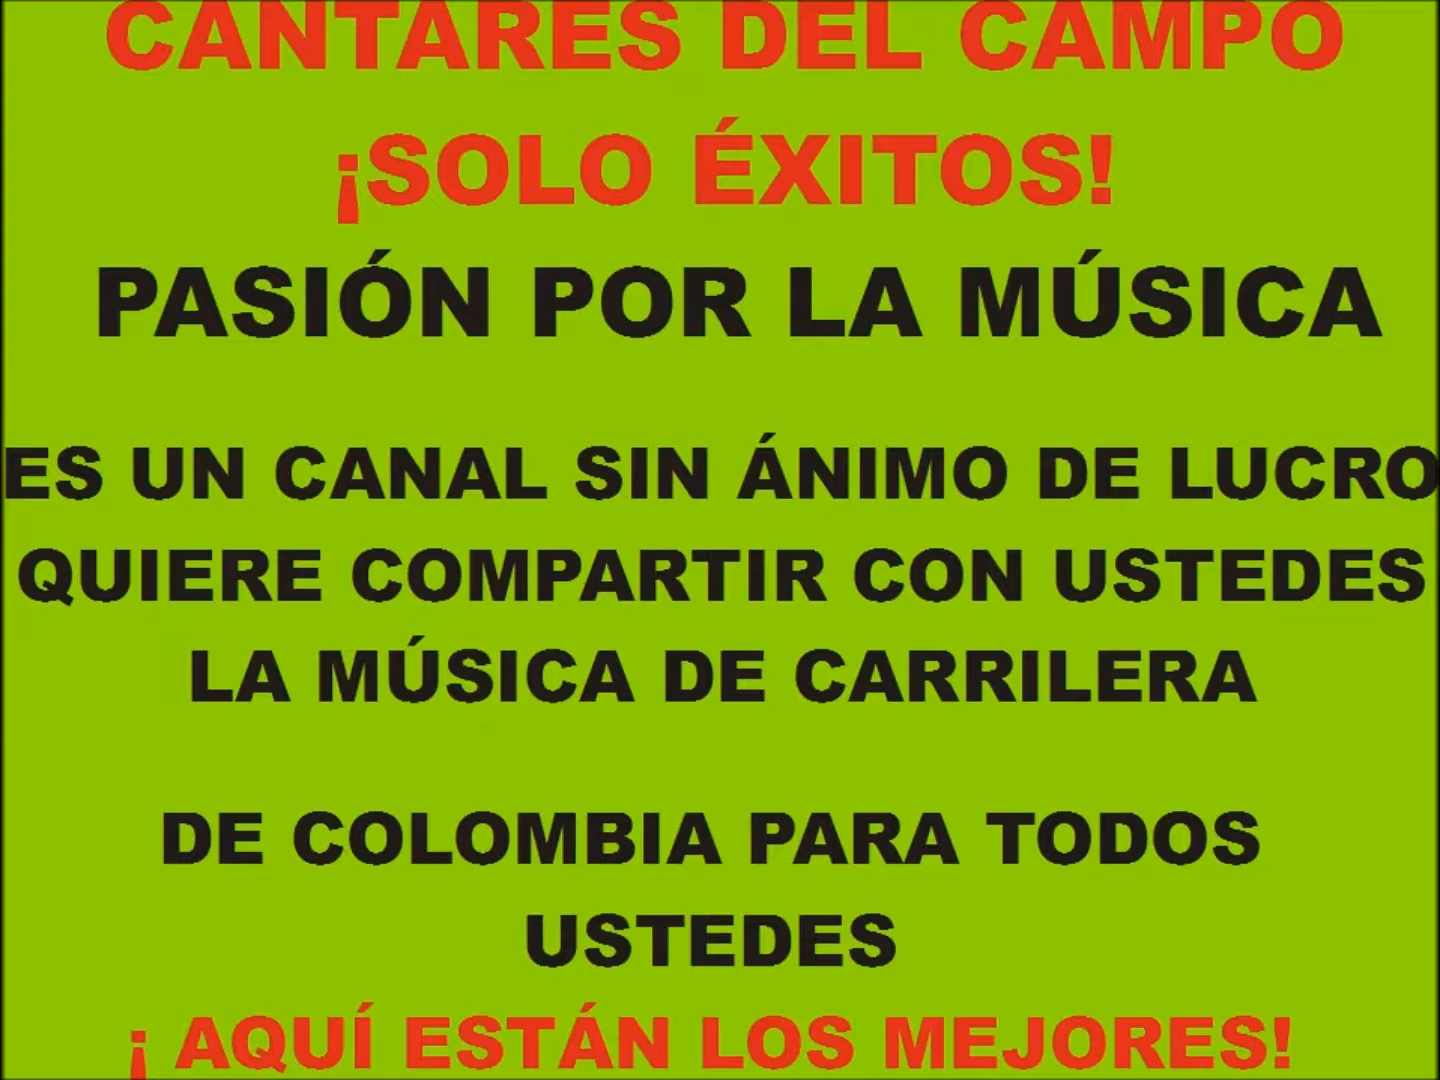 CANTARES DEL CAMPO
¡SOLO ÉXITOS!
PASIÓN POR LA MÚSICA
ES UN CANAL SIN ÁNIMO DE LUCRO
QUIERE COMPARTIR CON USTEDES
LA MÚSICA DE CARRILERA
DE COLOMBIA PARA TODOS
USTEDES
¡ AQUÍ ESTÁN LOS MEJORES!